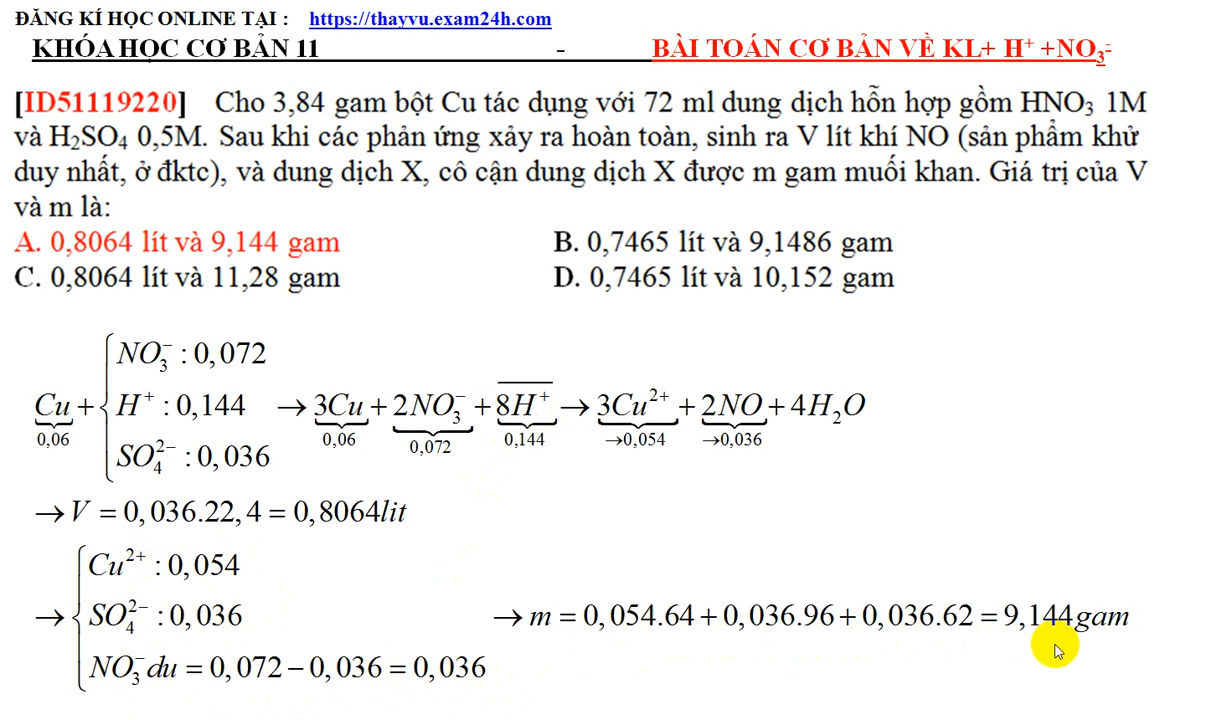 ĐĂNG KÍ HỌC ONLINE TẠI : https://thayvu.exam24h.com
KHÓA HỌC CƠ BẢN 11 - BÀI TOÁN CƠ BẢN VỀ KL+ H⁺ +NO₃⁻
[ID51119220] Cho 3,84 gam bột Cu tác dụng với 72 ml dung dịch hỗn hợp gồm HNO₃ 1M
và H₂SO₄ 0,5M. Sau khi các phản ứng xảy ra hoàn toàn, sinh ra V lít khí NO (sản phẩm khử
duy nhất, ở đktc), và dung dịch X, cô cận dung dịch X được m gam muối khan. Giá trị của V
và m là:
A. 0,8064 lít và 9,144 gam B. 0,7465 lít và 9,1486 gam
C. 0,8064 lít và 11,28 gam D. 0,7465 lít và 10,152 gam
NO₃⁻ : 0,072
Cu + { H⁺ : 0,144 → 3Cu + 2NO₃⁻ + 8H⁺ → 3Cu²⁺ + 2NO + 4H₂O
0,06 0,06 0,072 0,144 →0,054 →0,036
SO₄²⁻ : 0,036
→ V = 0,036.22,4 = 0,8064lit
Cu²⁺ : 0,054
→ { SO₄²⁻ : 0,036 → m = 0,054.64 + 0,036.96 + 0,036.62 = 9,144gam
NO₃⁻du = 0,072 − 0,036 = 0,036